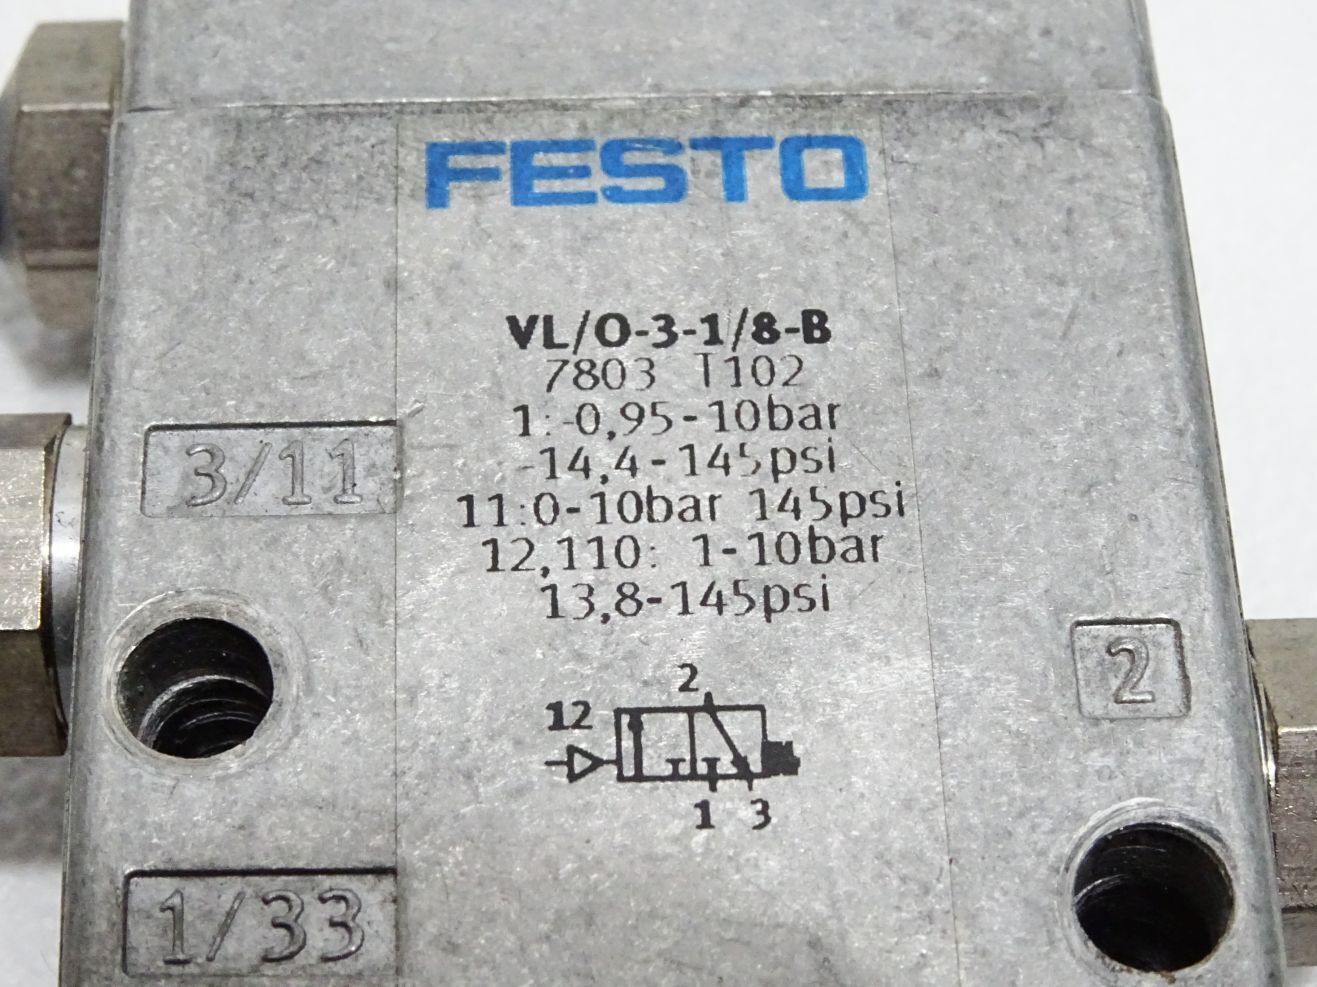 FESTO
VL/O-3-1/8-B
7803 T102
1:-0,95-10bar
-14,4-145psi
3/11
11:0-10bar 145psi
12,110: 1-10bar
13,8-145psi
2
2
12
1 3
1/33